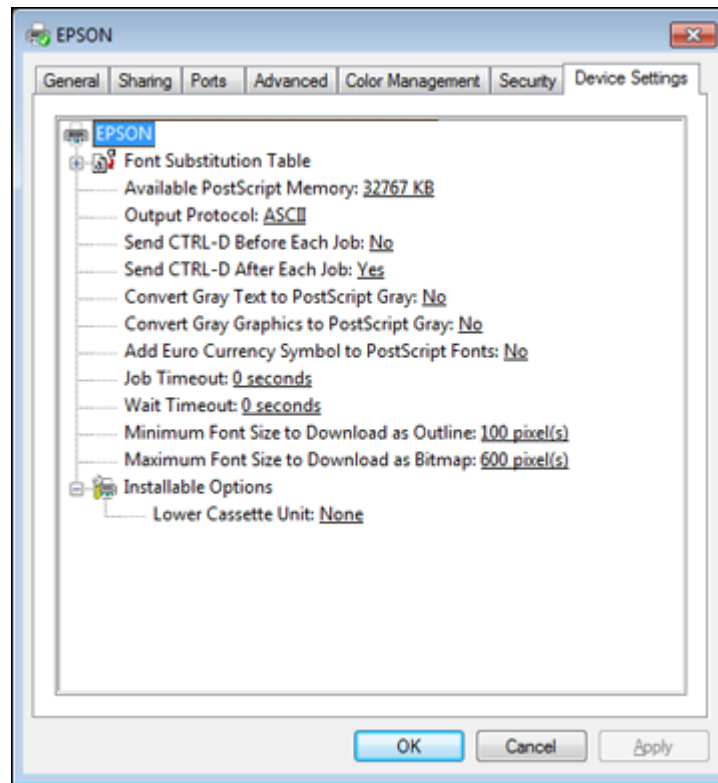 EPSON
General Sharing Ports Advanced Color Management Security Device Settings
EPSON
Font Substitution Table
Available PostScript Memory: 32767 KB
Output Protocol: ASCII
Send CTRL-D Before Each Job: No
Send CTRL-D After Each Job: Yes
Convert Gray Text to PostScript Gray: No
Convert Gray Graphics to PostScript Gray: No
Add Euro Currency Symbol to PostScript Fonts: No
Job Timeout: 0 seconds
Wait Timeout: 0 seconds
Minimum Font Size to Download as Outline: 100 pixel(s)
Maximum Font Size to Download as Bitmap: 600 pixel(s)
Installable Options
Lower Cassette Unit: None
OK Cancel Apply